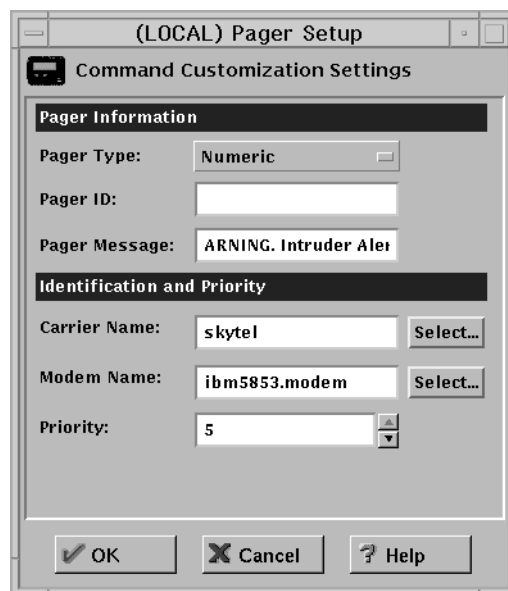 (LOCAL) Pager Setup
Command Customization Settings
Pager Information
Pager Type: Numeric
Pager ID:
Pager Message: ARNING. Intruder Aler
Identification and Priority
Carrier Name: skytel Select...
Modem Name: ibm5853.modem Select...
Priority: 5
OK Cancel ? Help